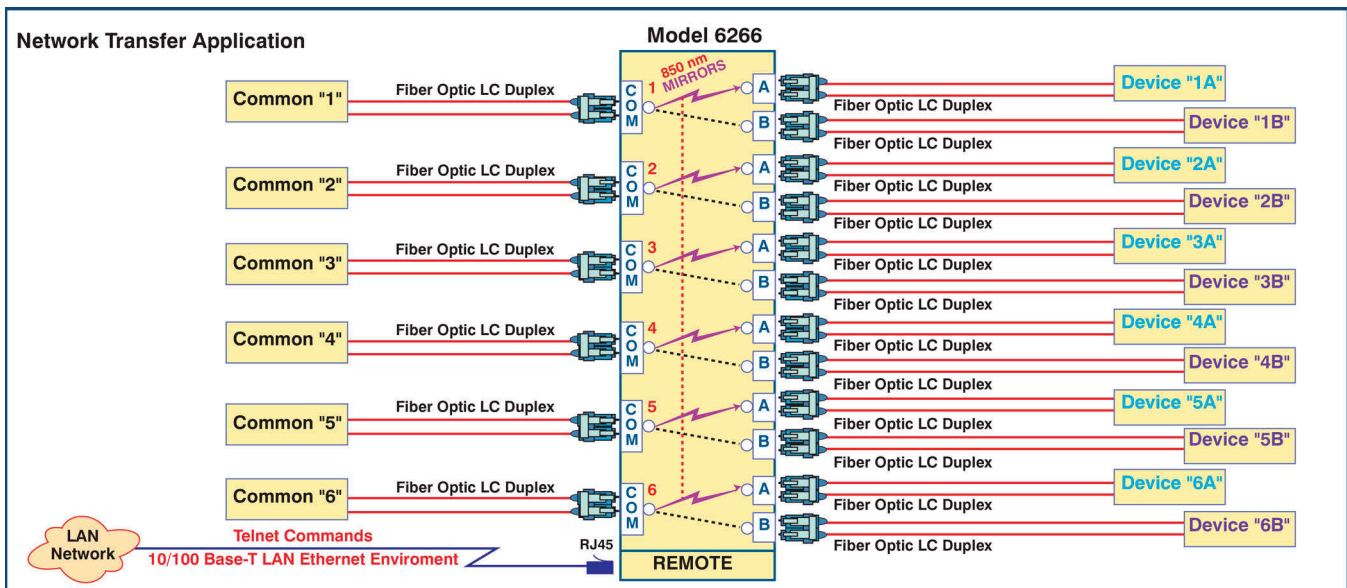 Network Transfer Application
Model 6266
850 nm
MIRRORS
Common "1"
Fiber Optic LC Duplex
COM
1
A
Fiber Optic LC Duplex
Device "1A"
B
Fiber Optic LC Duplex
Device "1B"
Common "2"
Fiber Optic LC Duplex
COM
2
A
Fiber Optic LC Duplex
Device "2A"
B
Fiber Optic LC Duplex
Device "2B"
Common "3"
Fiber Optic LC Duplex
COM
3
A
Fiber Optic LC Duplex
Device "3A"
B
Fiber Optic LC Duplex
Device "3B"
Common "4"
Fiber Optic LC Duplex
COM
4
A
Fiber Optic LC Duplex
Device "4A"
B
Fiber Optic LC Duplex
Device "4B"
Common "5"
Fiber Optic LC Duplex
COM
5
A
Fiber Optic LC Duplex
Device "5A"
B
Fiber Optic LC Duplex
Device "5B"
Common "6"
Fiber Optic LC Duplex
COM
6
A
Fiber Optic LC Duplex
Device "6A"
B
Fiber Optic LC Duplex
Device "6B"
LAN
Network
Telnet Commands
10/100 Base-T LAN Ethernet Enviroment
RJ45
REMOTE